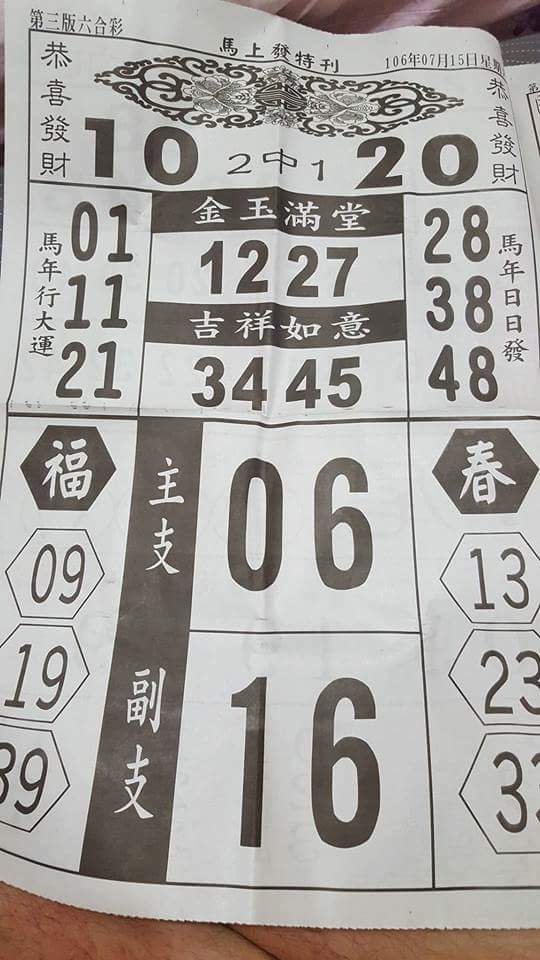 第三版六合彩
馬上發特刊
106年07月15日星
恭喜發財
10 2中1 20
恭喜發財
馬年行大運
01
11
21
金玉滿堂
12 27
吉祥如意
34 45
28
38
48
馬年日日發
福
09
19
39
主支
06
副支
16
春
13
23
33